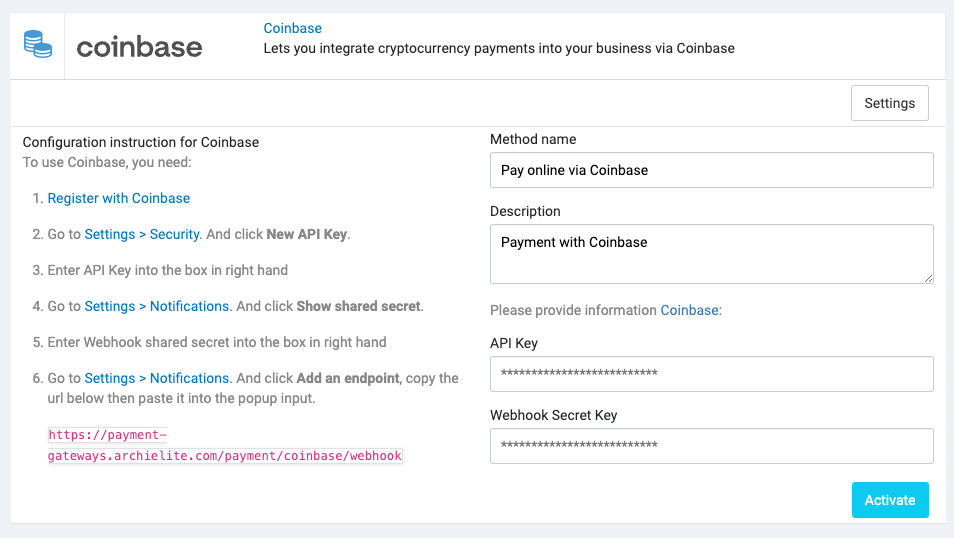 coinbase
Coinbase
Lets you integrate cryptocurrency payments into your business via Coinbase
Settings
Configuration instruction for Coinbase
To use Coinbase, you need:
1. Register with Coinbase
2. Go to Settings > Security. And click New API Key.
3. Enter API Key into the box in right hand
4. Go to Settings > Notifications. And click Show shared secret.
5. Enter Webhook shared secret into the box in right hand
6. Go to Settings > Notifications. And click Add an endpoint, copy the
url below then paste it into the popup input.
https://payment-
gateways.archielite.com/payment/coinbase/webhook
Method name
Pay online via Coinbase
Description
Payment with Coinbase
Please provide information Coinbase:
API Key
**************************
Webhook Secret Key
**************************
Activate